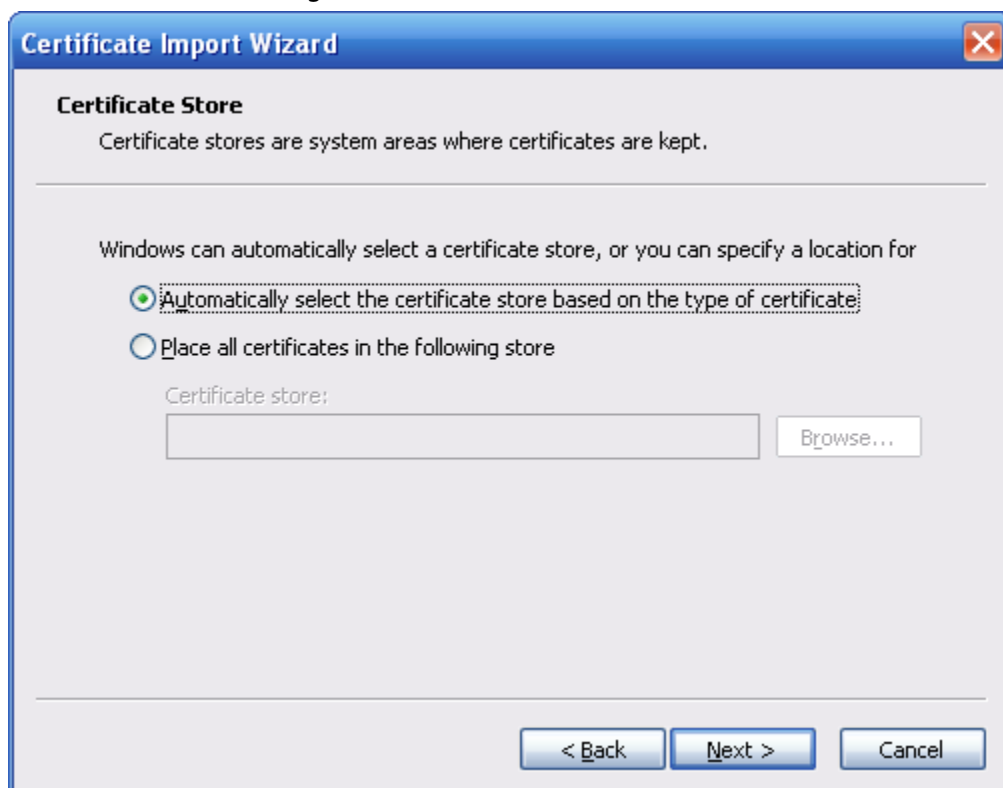 Certificate Import Wizard
Certificate Store
Certificate stores are system areas where certificates are kept.
Windows can automatically select a certificate store, or you can specify a location for
Automatically select the certificate store based on the type of certificate
Place all certificates in the following store
Certificate store:
Browse...
< Back
Next >
Cancel